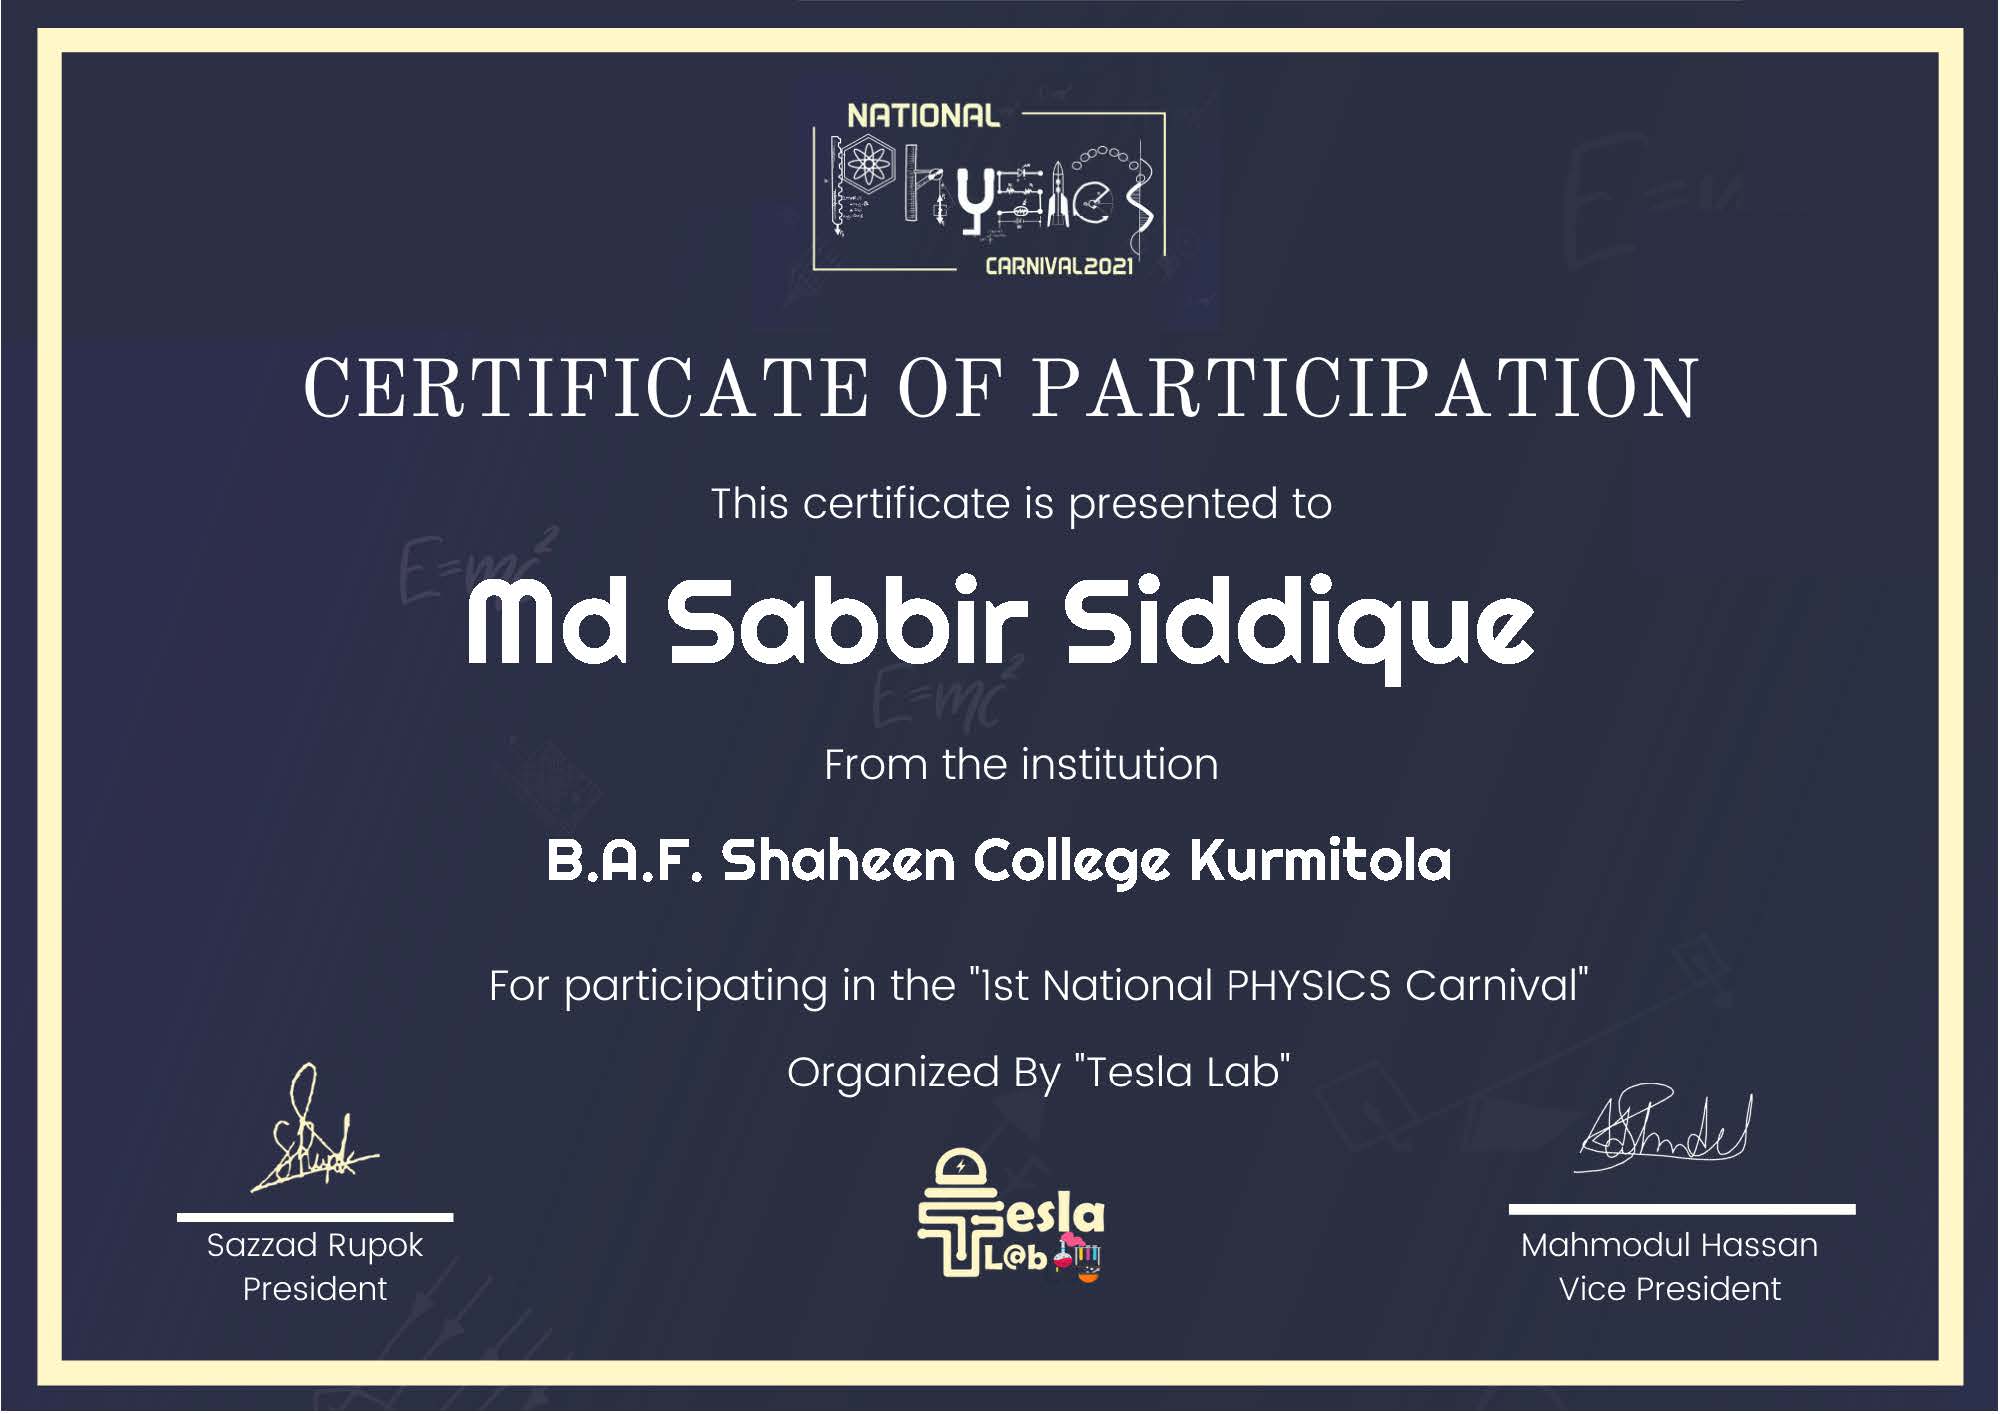 NATIONAL
Physics
CARNIVAL2021
CERTIFICATE OF PARTICIPATION
This certificate is presented to
E=mc²
Md Sabbir Siddique
E=mc²
From the institution
B.A.F. Shaheen College Kurmitola
For participating in the "1st National PHYSICS Carnival"
Organized By "Tesla Lab"
Tesla
L@b
Sazzad Rupok
President
Mahmodul Hassan
Vice President